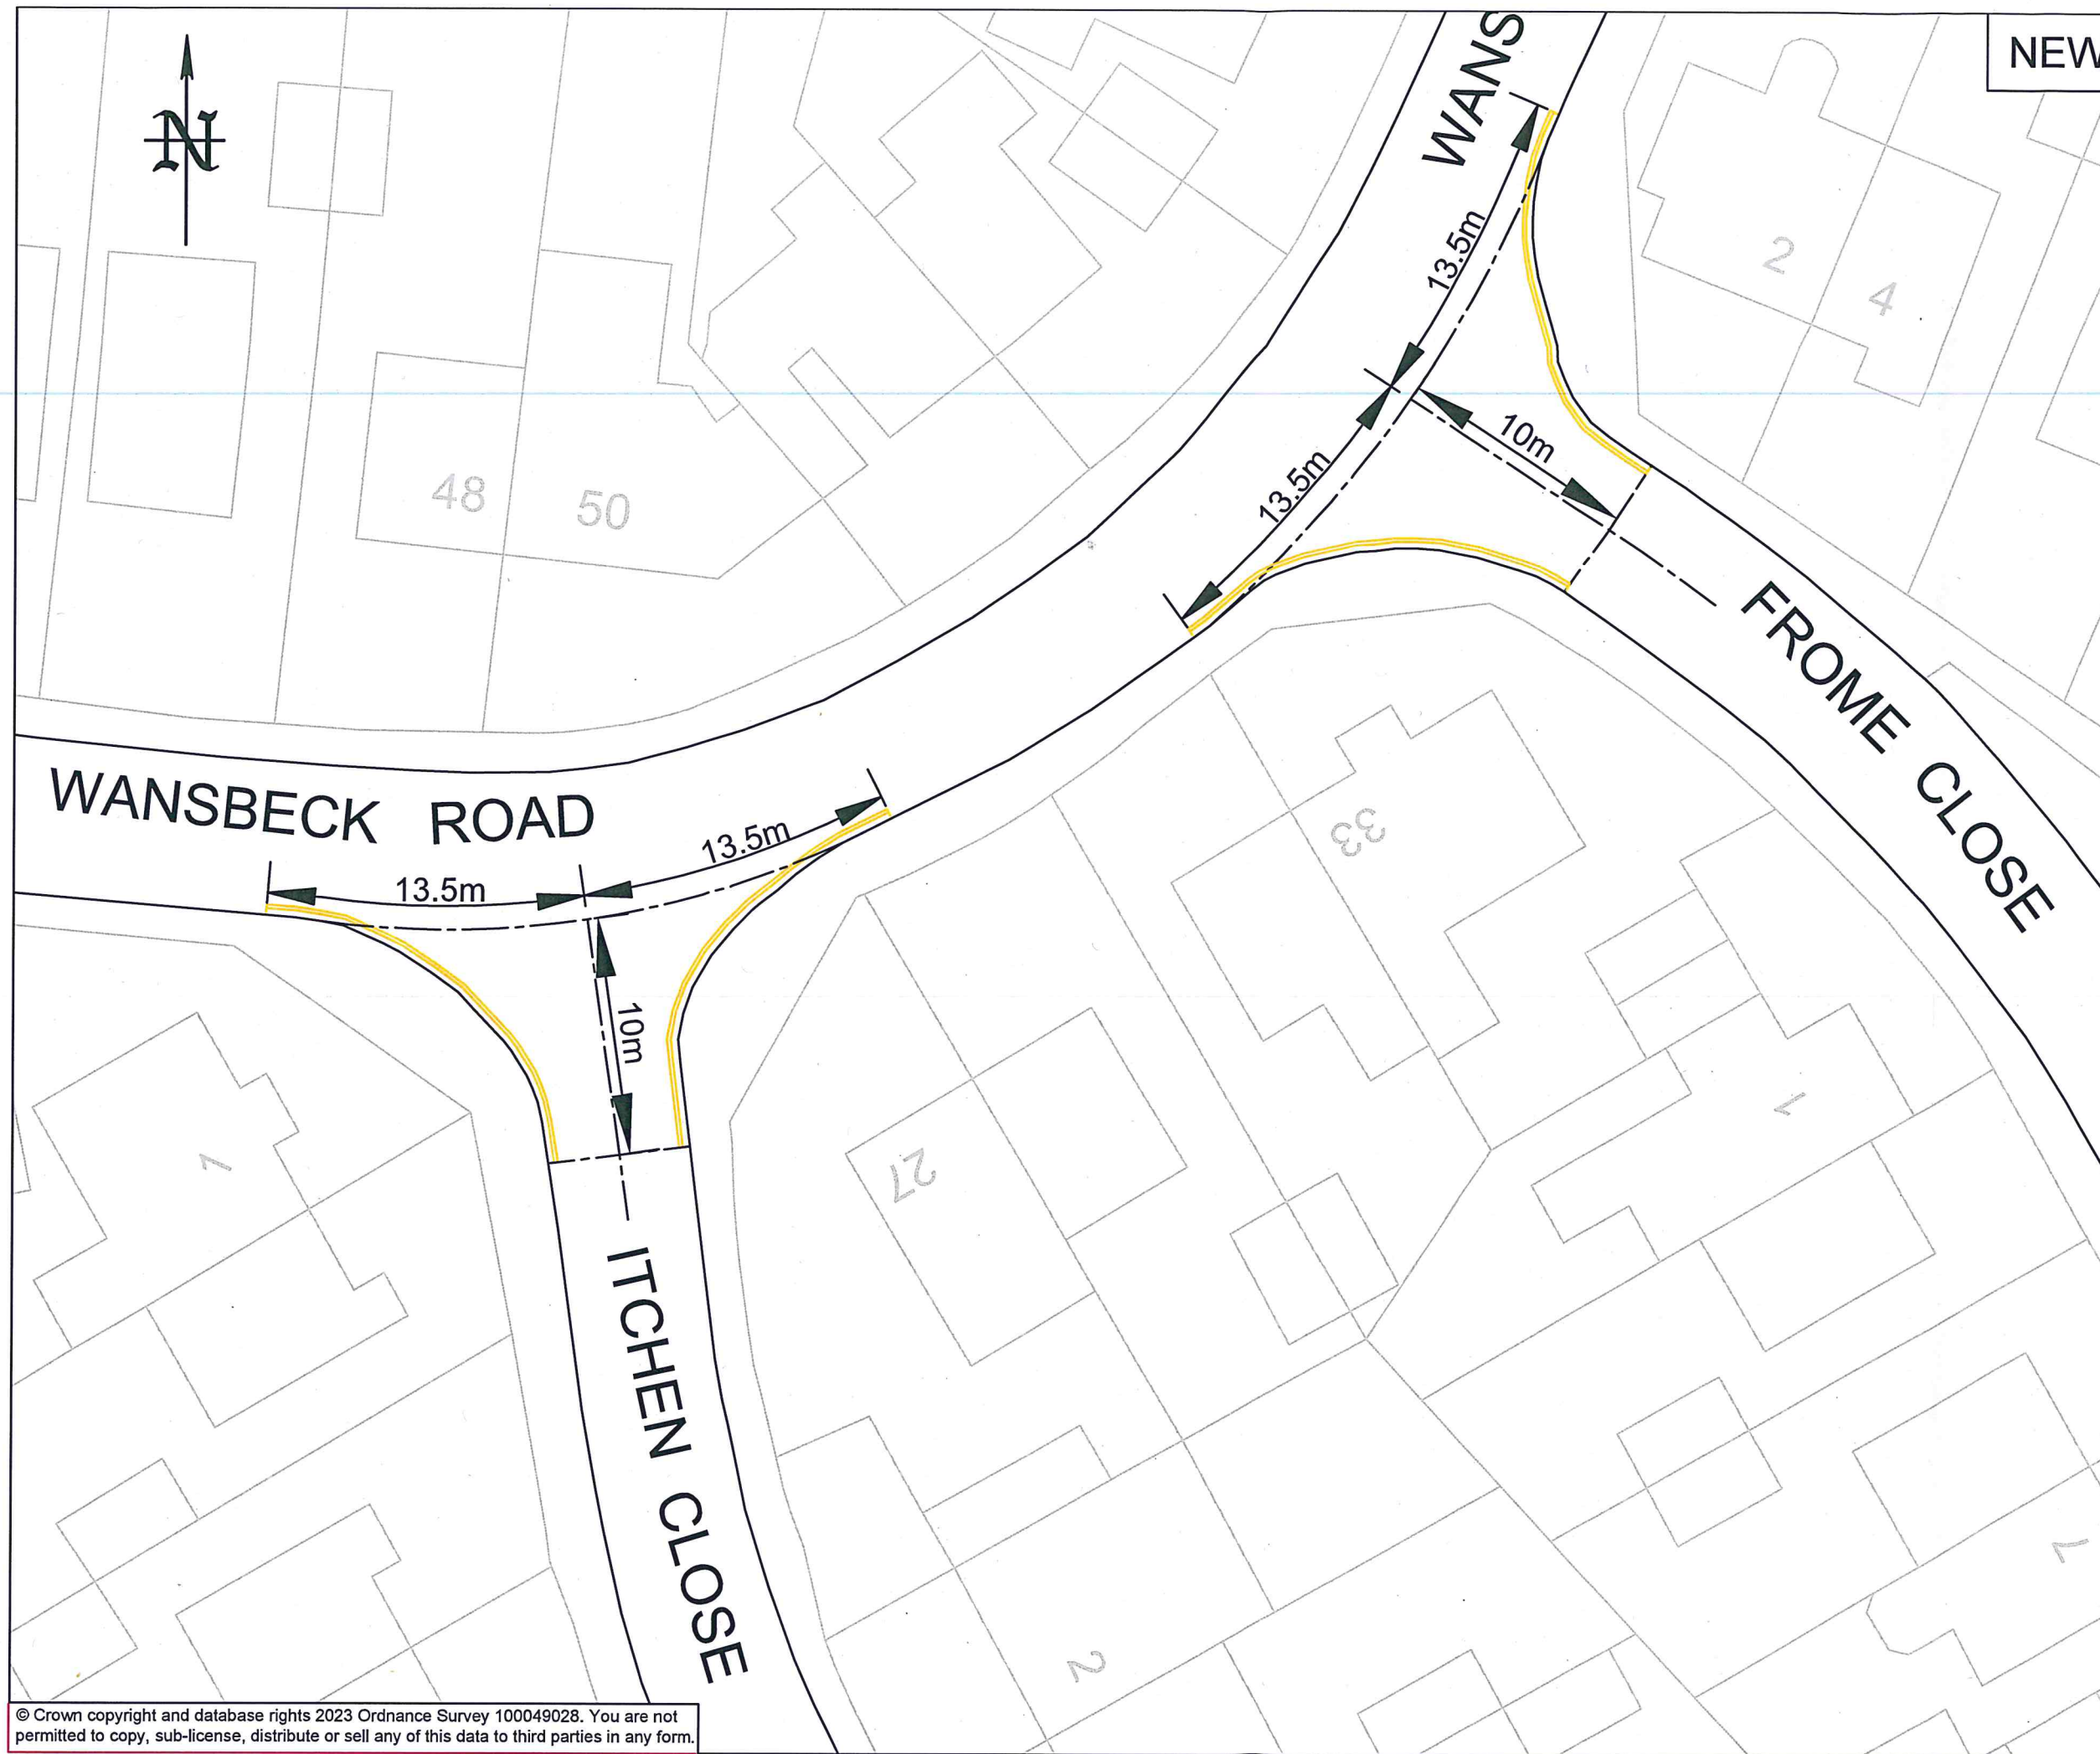 NEW
WANS
N
13.5m
2
4
10m
13.5m
48
50
FROME CLOSE
WANSBECK ROAD
13.5m
13.5m
33
10m
1
1
27
ITCHEN CLOSE
7
2
© Crown copyright and database rights 2023 Ordnance Survey 100049028. You are not
permitted to copy, sub-license, distribute or sell any of this data to third parties in any form.